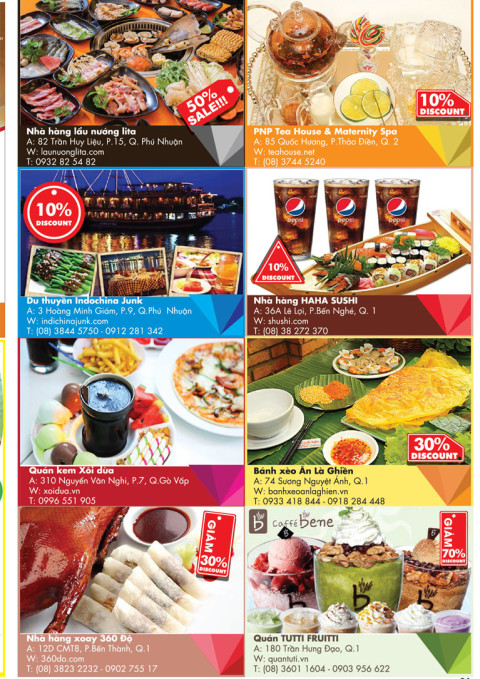 50%
SALE!!!
Nhà hàng lẩu nướng lita
A: 82 Trần Huy Liệu, P.15, Q. Phú Nhuận
W: launuonglita.com
T: 0932 82 54 82
10%
DISCOUNT
PNP Tea House & Maternity Spa
A: 85 Quốc Hương, P.Thảo Điền, Q. 2
W: teahouse.net
T: (08) 3744 5240
10%
DISCOUNT
Du thuyền Indochina Junk
A: 3 Hoàng Minh Giám, P.9, Q.Phú Nhuận
W: indichinajunk.com
T: (08) 3844 5750 - 0912 281 342
pepsi
pepsi
pepsi
10%
DISCOUNT
Nhà hàng HAHA SUSHI
A: 36A Lê Lợi, P.Bến Nghé, Q. 1
W: shushi.com
T: (08) 38 272 370
Quán kem Xôi dừa
A: 310 Nguyễn Văn Nghi, P.7, Q.Gò Vấp
W: xoidua.vn
T: 0996 551 905
30%
DISCOUNT
Bánh xèo Ăn Là Ghiền
A: 74 Sương Nguyệt Ánh, Q.1
W: banhxeoanlaghien.vn
T: 0933 418 844 - 0918 284 448
GIẢM
30%
DISCOUNT
Nhà hàng xoay 360 Độ
A: 12D CMT8, P.Bến Thành, Q.1
W: 360do.com
T: (08) 3823 2232 - 0902 755 17
B
Caffé Bene
GIẢM
70%
DISCOUNT
Quán TUTTI FRUITTI
A: 180 Trần Hưng Đạo, Q.1
W: quantuti.vn
T: (08) 3601 1604 - 0903 956 622